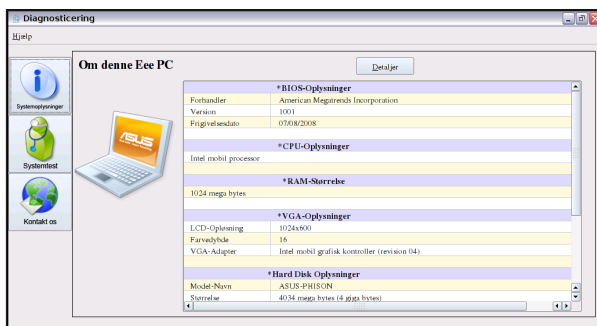 Diagnosticering
Hjælp
Systemoplysninger
Systemtest
Kontakt os
Om denne Eee PC
Detaljer
ASUS
*BIOS-Oplysninger
Forhandler American Megatrends Incorporation
Version 1001
Frigivelsesdato 07/08/2008
*CPU-Oplysninger
Intel mobil processor
*RAM-Størrelse
1024 mega bytes
*VGA-Oplysninger
LCD-Opløsning 1024x600
Farvedybde 16
VGA-Adapter Intel mobil grafisk kontroller (revision 04)
*Hard Disk Oplysninger
Model-Navn ASUS-PHISON
Størrelse 4034 mega bytes (4 giga bytes)